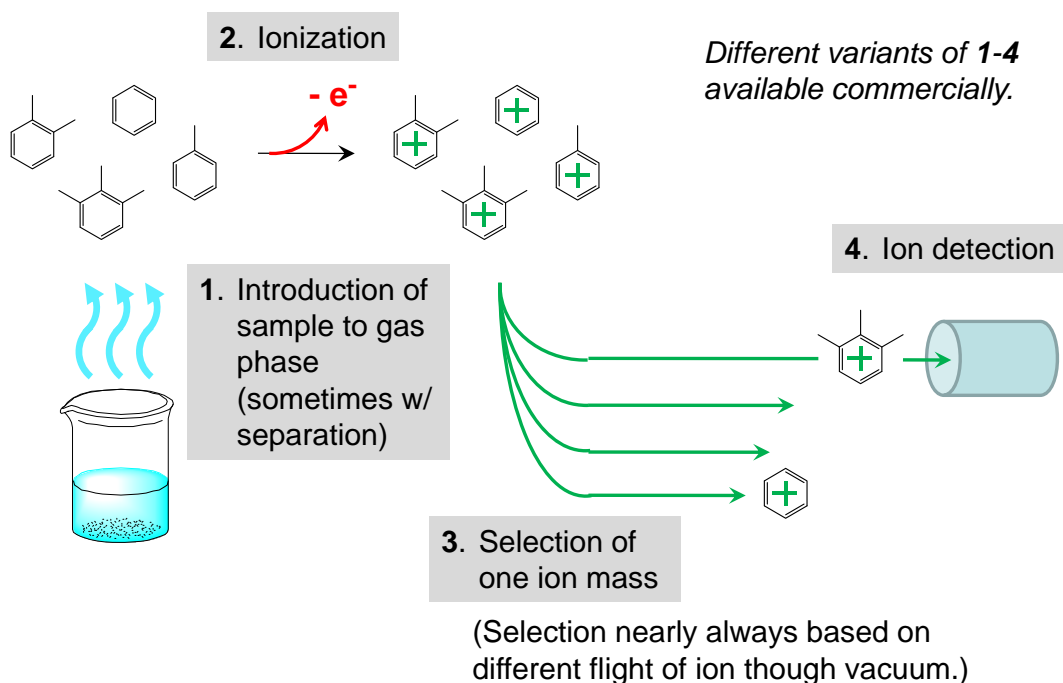 2. Ionization
Different variants of 1-4
available commercially.
- e-
4. Ion detection
1. Introduction of
sample to gas
phase
(sometimes w/
separation)
3. Selection of
one ion mass
(Selection nearly always based on
different flight of ion though vacuum.)